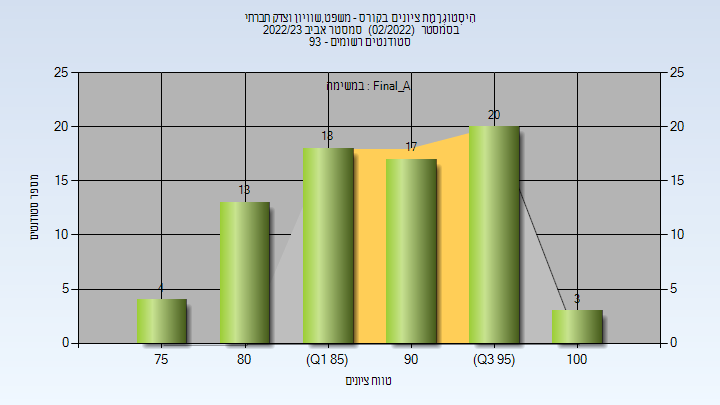 היסטוגרמת ציונים בקורס - משפט,שוויון וצדק חברתי
בסמסטר (02/2022) סמסטר אביב 2022/23
סטודנטים רשומים - 93
במשימה : Final_A
25 25
20 20
15 15
10 10
5 5
0 0
4 13 18 17 20 3
75 80 (Q1 85) 90 (Q3 95) 100
מספר סטודנטים
טווח ציונים